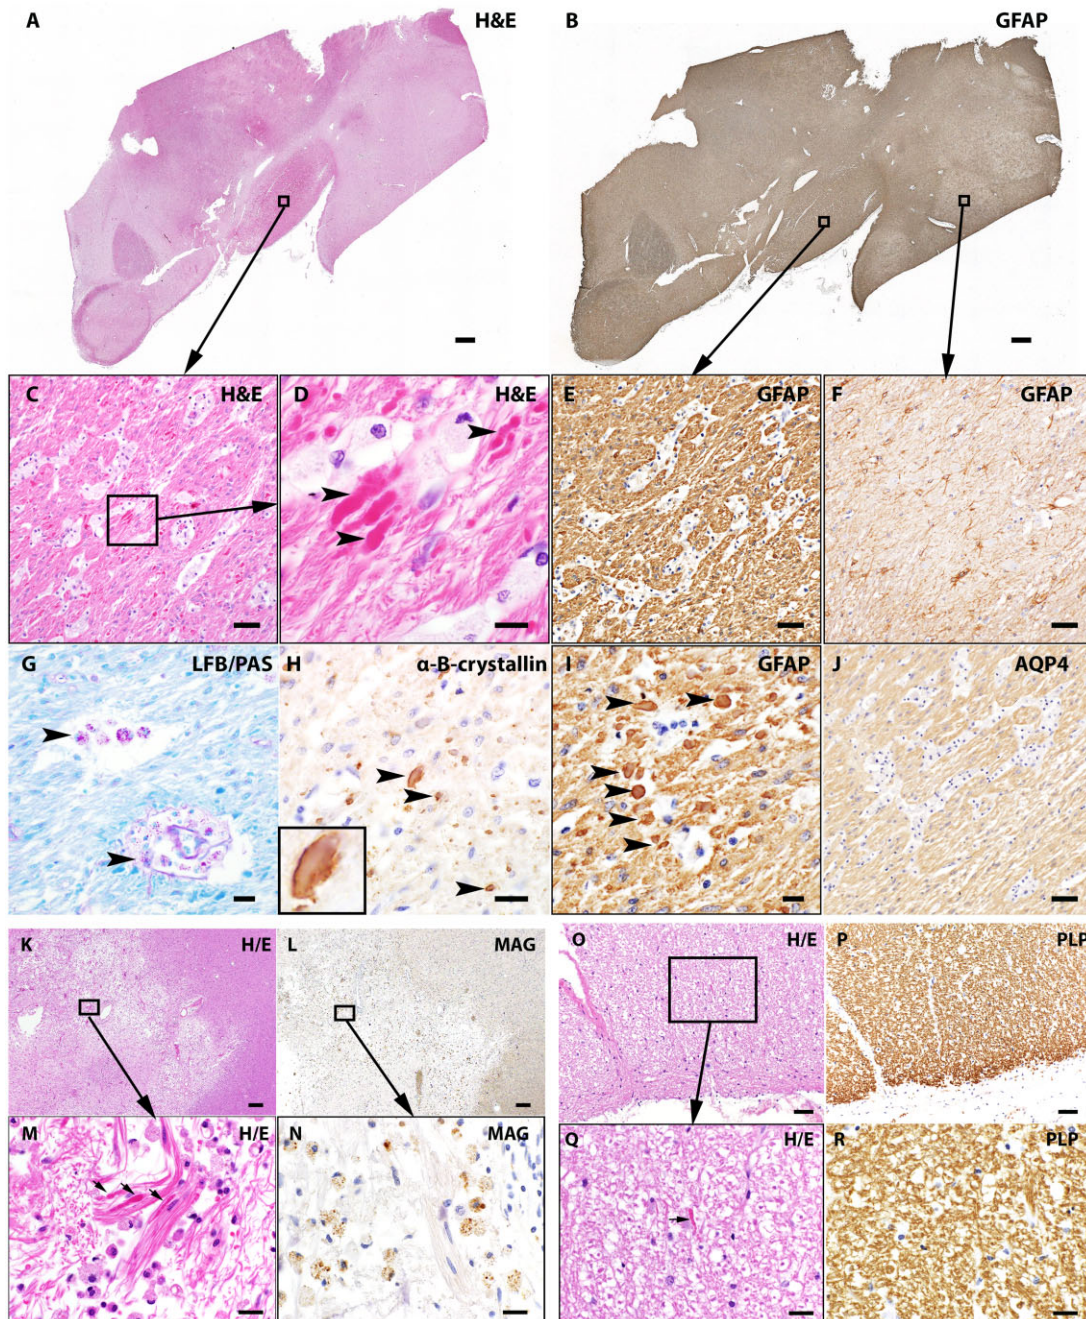 A H&E B GFAP
C H&E D H&E E GFAP F GFAP
G LFB/PAS H α-B-crystallin I GFAP J AQP4
K H/E L MAG O H/E P PLP
M H/E N MAG Q H/E R PLP